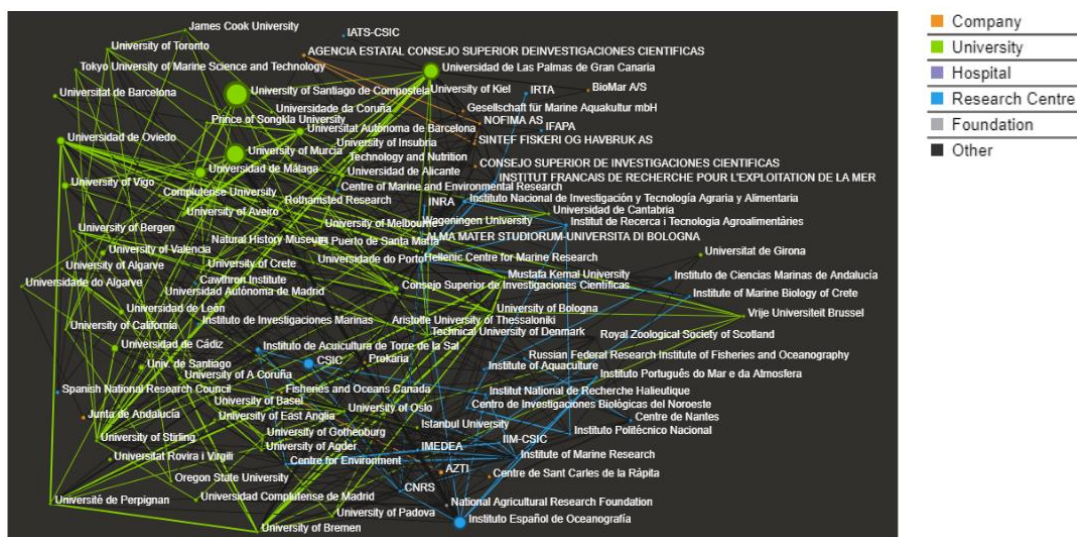 James Cook University
IATS-CSIC
University of Toronto
AGENCIA ESTATAL CONSEJO SUPERIOR DEINVESTIGACIONES CIENTIFICAS
Tokyo University of Marine Science and Technology
Universidad de Las Palmas de Gran Canaria
Universitat de Barcelona
University of Santiago de Compostela
University of Kiel
IRTA
BioMar A/S
Universidade da Coruña
Gesellschaft für Marine Aquakultur mbH
Prince of Songkla University
NOFIMA AS
Universidad de Oviedo
Universitat Autònoma de Barcelona
IFAPA
University of Insubria
SINTEF FISKERI OG HAVBRUK AS
University of Murcia
Technology and Nutrition
CONSEJO SUPERIOR DE INVESTIGACIONES CIENTIFICAS
Universidad de Málaga
Universidad de Alicante
INSTITUT FRANCAIS DE RECHERCHE POUR L'EXPLOITATION DE LA MER
University of Vigo
Complutense University
Centre of Marine and Environmental Research
Rothamsted Research
INRA
Instituto Nacional de Investigación y Tecnología Agraria y Alimentaria
University of Aveiro
Universidad de Cantabria
University of Bergen
University of Melbourne
Wageningen University
Institut de Recerca i Tecnologia Agroalimentàries
Natural History Museum
El Puerto de Santa María
ALMA MATER STUDIORUM-UNIVERSITA DI BOLOGNA
University of Valencia
Universitat de Girona
University of Algarve
University of Crete
Universidade do Porto
Hellenic Centre for Marine Research
Universidade do Algarve
Cawthron Institute
Mustafa Kemal University
Instituto de Ciencias Marinas de Andalucía
Universidad Autónoma de Madrid
Consejo Superior de Investigaciones Científicas
Institute of Marine Biology of Crete
Universidad de León
University of Bologna
Vrije Universiteit Brussel
University of California
Instituto de Investigaciones Marinas
Aristotle University of Thessaloniki
Technical University of Denmark
Royal Zoological Society of Scotland
Universidad de Cádiz
Instituto de Acuicultura de Torre de la Sal
Russian Federal Research Institute of Fisheries and Oceanography
Univ. de Santiago
CSIC
Prokaria
Institute of Aquaculture
University of A Coruña
Instituto Português do Mar e da Atmosfera
Spanish National Research Council
Fisheries and Oceans Canada
Institut National de Recherche Halieutique
University of Basel
University of Oslo
Centro de Investigaciones Biológicas del Noroeste
Junta de Andalucía
University of East Anglia
Istanbul University
Centre de Nantes
University of Stirling
University of Gothenburg
Instituto Politécnico Nacional
University of Agder
IMEDEA
IIM-CSIC
Universitat Rovira i Virgili
Centre for Environment
Institute of Marine Research
Oregon State University
AZTI
Centre de Sant Carles de la Ràpita
Université de Perpignan
Universidad Complutense de Madrid
CNRS
National Agricultural Research Foundation
University of Padova
Instituto Español de Oceanografía
University of Bremen
Company
University
Hospital
Research Centre
Foundation
Other